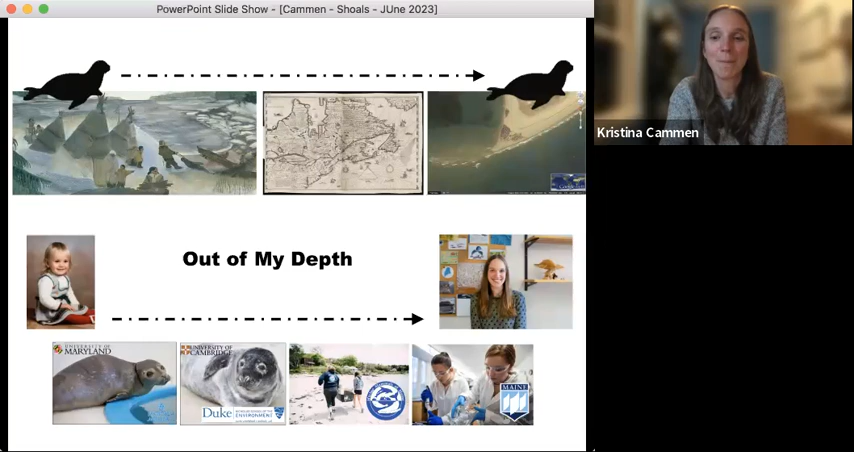 PowerPoint Slide Show - [Cammen - Shoals - JUne 2023]
Kristina Cammen
Out of My Depth
UNIVERSITY OF
MARYLAND
UNIVERSITY OF
CAMBRIDGE
Duke
ENVIRONMENT
MAINE